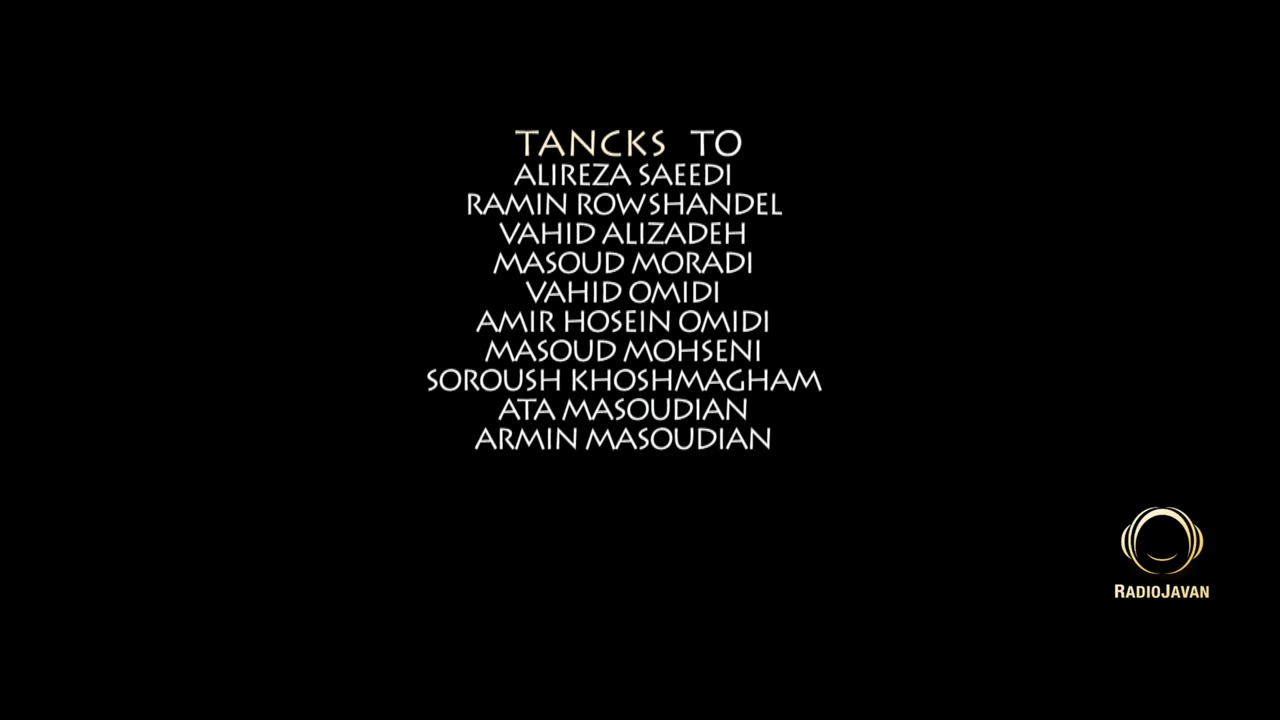 TANCKS TO
ALIREZA SAEEDI
RAMIN ROWSHANDEL
VAHID ALIZADEH
MASOUD MORADI
VAHID OMIDI
AMIR HOSEIN OMIDI
MASOUD MOHSENI
SOROUSH KHOSHMAGHAM
ATA MASOUDIAN
ARMIN MASOUDIAN
RADIOJAVAN